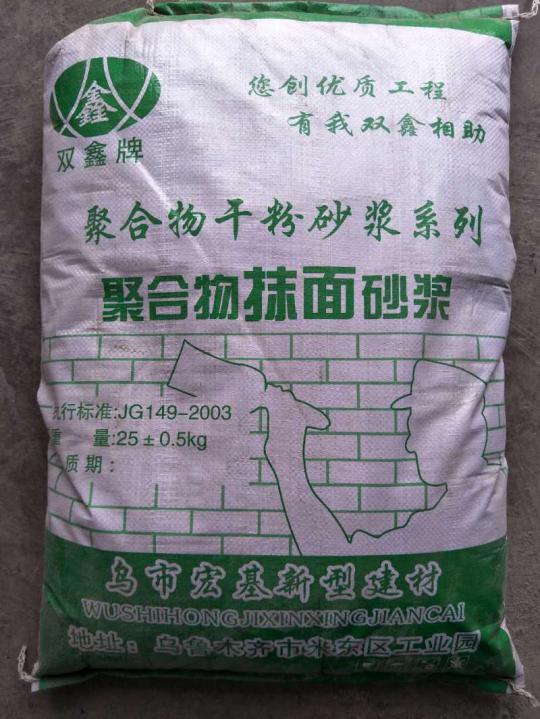 鑫
双鑫牌
您创优质工程
有我双鑫相助
聚合物干粉砂浆系列
聚合物抹面砂浆
执行标准:JG149-2003
重 量:25±0.5kg
质期:
乌市宏基新型建材
WUSHIHONGJIXINXINGJIANCAI
地址:乌鲁木齐市米东区工业园